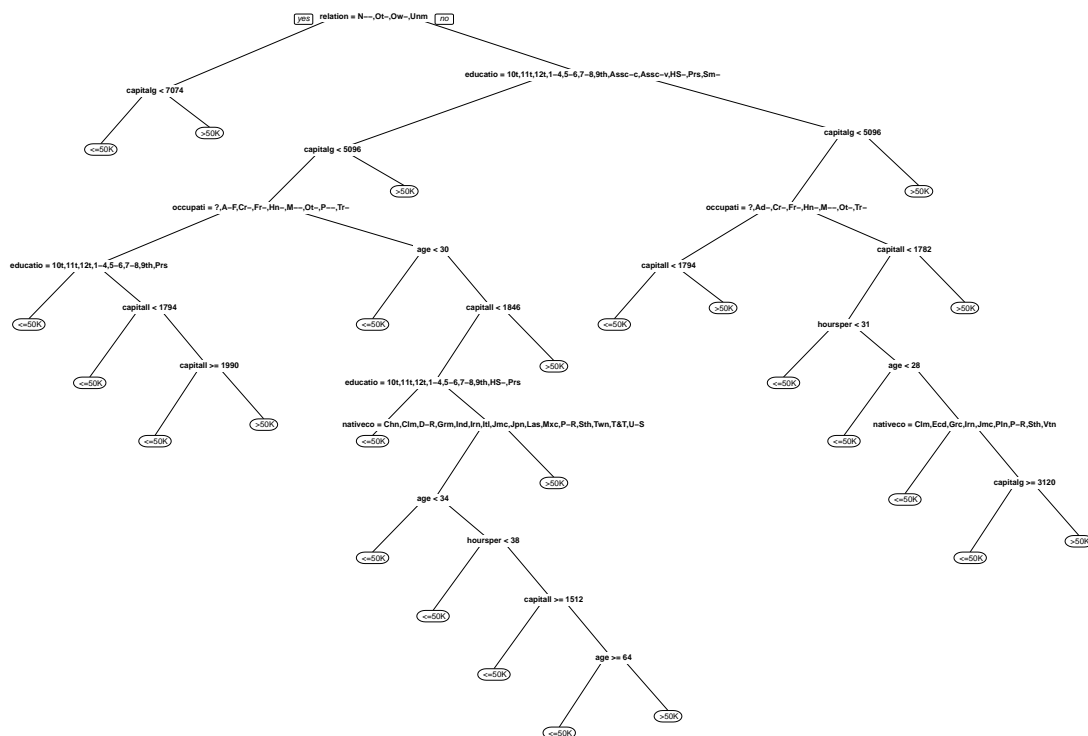 yes relation = N−−,Ot−,Ow−,Unm no
educatio = 10t,11t,12t,1−4,5−6,7−8,9th,Assc−c,Assc−v,HS−,Prs,Sm−
capitalg < 7074
capitalg < 5096
<=50K
>50K
capitalg < 5096
>50K
>50K
occupati = ?,A−F,Cr−,Fr−,Hn−,M−−,Ot−,P−−,Tr−
occupati = ?,Ad−,Cr−,Fr−,Hn−,M−−,Ot−,Tr−
age < 30
capitall < 1782
educatio = 10t,11t,12t,1−4,5−6,7−8,9th,Prs
capitall < 1794
capitall < 1794
capitall < 1846
<=50K
<=50K
<=50K
>50K
>50K
hoursper < 31
capitall >= 1990
<=50K
>50K
age < 28
educatio = 10t,11t,12t,1−4,5−6,7−8,9th,HS−,Prs
<=50K
nativeco = Chn,Clm,D−R,Grm,Ind,Irn,Itl,Jmc,Jpn,Las,Mxc,P−R,Sth,Twn,T&T,U−S
nativeco = Clm,Ecd,Grc,Irn,Jmc,Pln,P−R,Sth,Vtn
<=50K
>50K
<=50K
<=50K
>50K
capitalg >= 3120
age < 34
<=50K
hoursper < 38
>50K
<=50K
<=50K
capitall >= 1512
<=50K
age >= 64
<=50K
>50K
<=50K